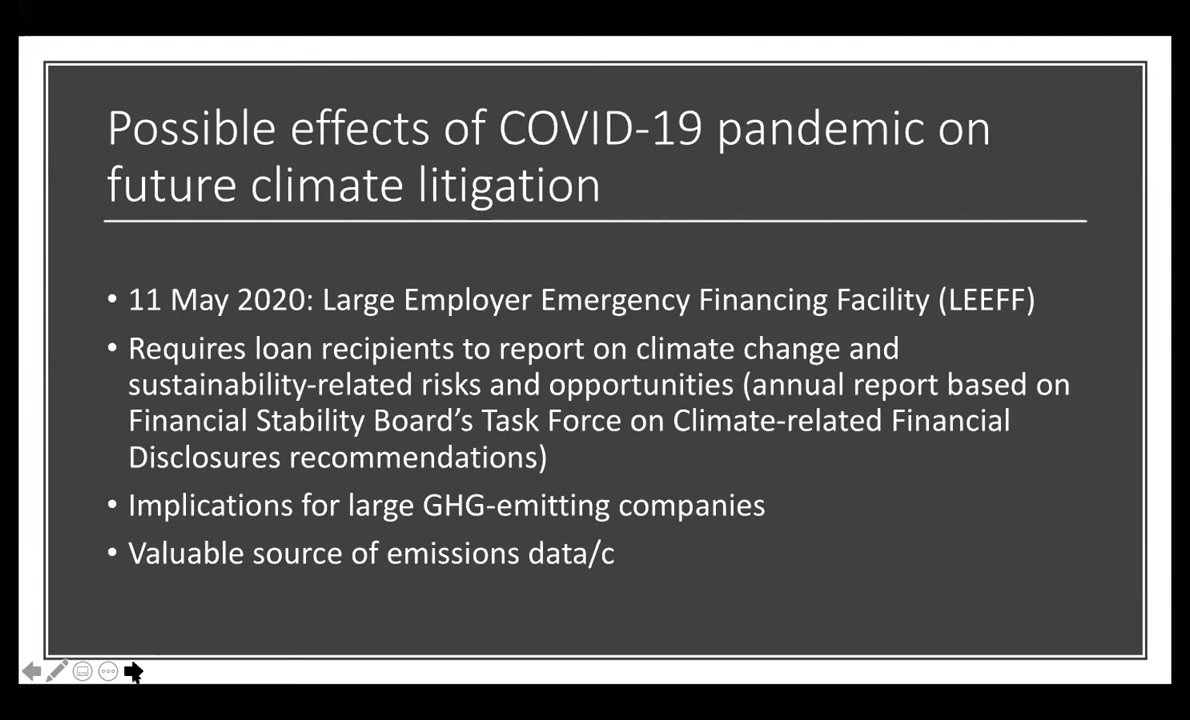 Possible effects of COVID-19 pandemic on
future climate litigation
• 11 May 2020: Large Employer Emergency Financing Facility (LEEFF)
• Requires loan recipients to report on climate change and
sustainability-related risks and opportunities (annual report based on
Financial Stability Board’s Task Force on Climate-related Financial
Disclosures recommendations)
• Implications for large GHG-emitting companies
• Valuable source of emissions data/c